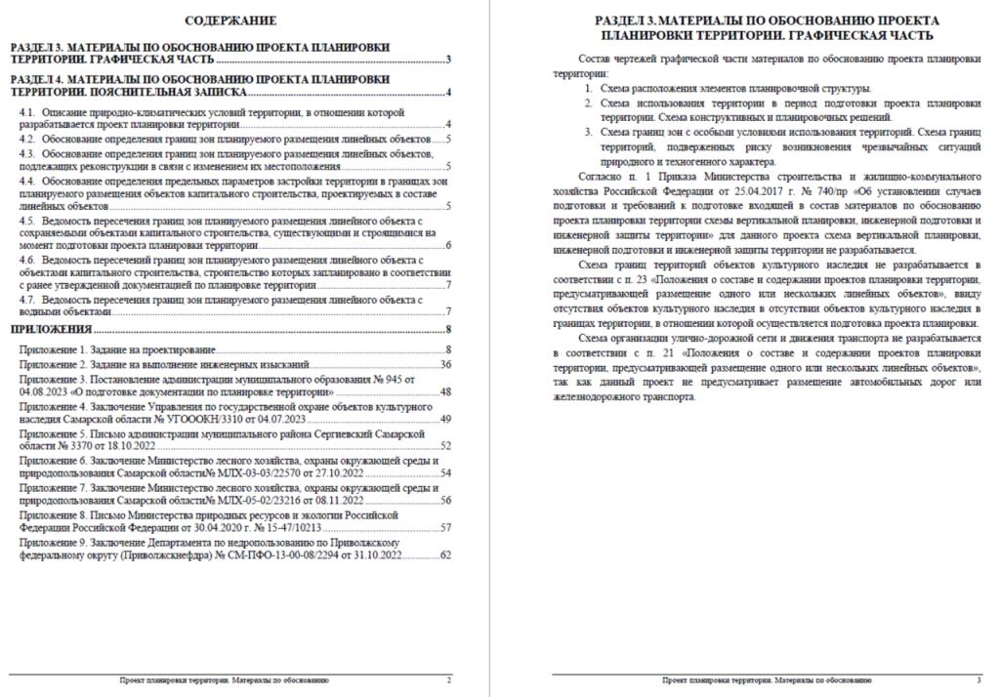 СОДЕРЖАНИЕ
РАЗДЕЛ 3. МАТЕРИАЛЫ ПО ОБОСНОВАНИЮ ПРОЕКТА ПЛАНИРОВКИ
ТЕРРИТОРИИ. ГРАФИЧЕСКАЯ ЧАСТЬ ........ 3
РАЗДЕЛ 4. МАТЕРИАЛЫ ПО ОБОСНОВАНИЮ ПРОЕКТА ПЛАНИРОВКИ
ТЕРРИТОРИИ. ПОЯСНИТЕЛЬНАЯ ЗАПИСКА ........ 4
4.1. Описание природно-климатических условий территории, в отношении которой
разрабатывается проект планировки территории ........ 4
4.2. Обоснование определения границ зон планируемого размещения линейных объектов ..... 5
4.3. Обоснование определения границ зон планируемого размещения линейных объектов,
подлежащих реконструкции в связи с изменением их местоположения ........ 5
4.4. Обоснование определения предельных параметров застройки территории в границах зон
планируемого размещения объектов капитального строительства, проектируемых в составе
линейных объектов ........ 5
4.5. Ведомость пересечения границ зон планируемого размещения линейного объекта с
сохраняемыми объектами капитального строительства, существующими и строящимися на
момент подготовки проекта планировки территории ........ 6
4.6. Ведомость пересечений границ зон планируемого размещения линейного объекта с
объектами капитального строительства, строительство которых запланировано в соответствии
с ранее утвержденной документацией по планировке территории ........ 7
4.7. Ведомость пересечения границ зон планируемого размещения линейного объекта с
водными объектами ........ 7
ПРИЛОЖЕНИЯ ........ 8
Приложение 1. Задание на проектирование ........ 8
Приложение 2. Задание на выполнение инженерных изысканий ........ 36
Приложение 3. Постановление администрации муниципального образования № 945 от
04.08.2023 «О подготовке документации по планировке территории» ........ 48
Приложение 4. Заключение Управления по государственной охране объектов культурного
наследия Самарской области № УГОООКН/3310 от 04.07.2023 ........ 49
Приложение 5. Письмо администрации муниципального района Сергиевский Самарской
области № 3370 от 18.10.2022 ........ 52
Приложение 6. Заключение Министерство лесного хозяйства, охраны окружающей среды и
природопользования Самарской области№ МЛХ-03-03/22570 от 27.10.2022 ........ 54
Приложение 7. Заключение Министерство лесного хозяйства, охраны окружающей среды и
природопользования Самарской области№ МЛХ-05-02/23216 от 08.11.2022 ........ 56
Приложение 8. Письмо Министерства природных ресурсов и экологии Российской
Федерации Российской Федерации от 30.04.2020 г. № 15-47/10213 ........ 57
Приложение 9. Заключение Департамента по недропользованию по Приволжскому
федеральному округу (Приволжскнефдра) № СМ-ПФО-13-00-08/2294 от 31.10.2022 ........ 62
Проект планировки территории. Материалы по обоснованию 2
РАЗДЕЛ 3. МАТЕРИАЛЫ ПО ОБОСНОВАНИЮ ПРОЕКТА
ПЛАНИРОВКИ ТЕРРИТОРИИ. ГРАФИЧЕСКАЯ ЧАСТЬ
Состав чертежей графической части материалов по обоснованию проекта планировки
территории:
1. Схема расположения элементов планировочной структуры.
2. Схема использования территории в период подготовки проекта планировки
территории. Схема конструктивных и планировочных решений.
3. Схема границ зон с особыми условиями использования территорий. Схема границ
территорий, подверженных риску возникновения чрезвычайных ситуаций
природного и техногенного характера.
Согласно п. 1 Приказа Министерства строительства и жилищно-коммунального
хозяйства Российской Федерации от 25.04.2017 г. № 740/пр «Об установлении случаев
подготовки и требований к подготовке входящей в состав материалов по обоснованию
проекта планировки территории схемы вертикальной планировки, инженерной подготовки и
инженерной защиты территории» для данного проекта схема вертикальной планировки,
инженерной подготовки и инженерной защиты территории не разрабатывается.
Схема границ территорий объектов культурного наследия не разрабатывается в
соответствии с п. 23 «Положения о составе и содержании проектов планировки территории,
предусматривающей размещение одного или нескольких линейных объектов», ввиду
отсутствия объектов культурного наследия в отсутствии объектов культурного наследия в
границах территории, в отношении которой осуществляется подготовка проекта планировки.
Схема организации улично-дорожной сети и движения транспорта не разрабатывается
в соответствии с п. 21 «Положения о составе и содержании проектов планировки
территории, предусматривающей размещение одного или нескольких линейных объектов»,
так как данный проект не предусматривает размещение автомобильных дорог или
железнодорожного транспорта.
Проект планировки территории. Материалы по обоснованию 3